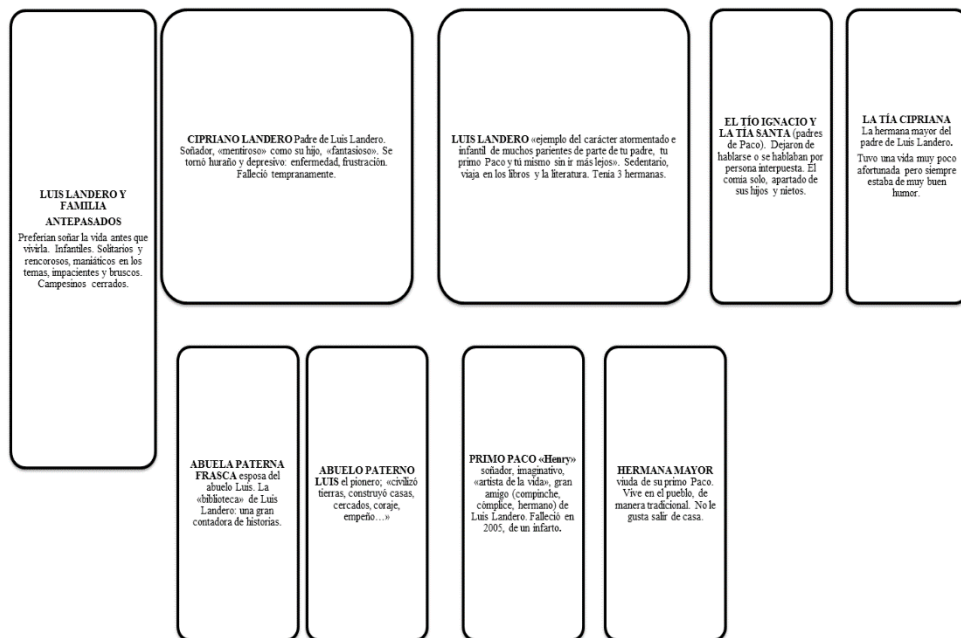 LUIS LANDERO Y
FAMILIA
ANTEPASADOS
Preferían soñar la vida antes que
vivirla. Infantiles. Solitarios y
rencorosos, maniáticos en los
temas, impacientes y bruscos.
Campesinos cerrados.
CIPRIANO LANDERO Padre de Luis Landero.
Soñador, «mentiroso» como su hijo, «fantasioso». Se
tornó huraño y depresivo: enfermedad, frustración.
Falleció tempranamente.
LUIS LANDERO «ejemplo del carácter atormentado e
infantil de muchos parientes de parte de tu padre, tu
primo Paco y tú mismo sin ir más lejos». Sedentario,
viaja en los libros y la literatura. Tenía 3 hermanas.
EL TÍO IGNACIO Y
LA TÍA SANTA (padres
de Paco). Dejaron de
hablarse o se hablaban por
persona interpuesta. El
comía solo, apartado de
sus hijos y nietos.
LA TÍA CIPRIANA
La hermana mayor del
padre de Luis Landero.
Tuvo una vida muy poco
afortunada pero siempre
estaba de muy buen
humor.
ABUELA PATERNA
FRASCA esposa del
abuelo Luis. La
«biblioteca» de Luis
Landero: una gran
contadora de historias.
ABUELO PATERNO
LUIS el pionero; «civilizó
tierras, construyó casas,
cercados, coraje,
empeño…»
PRIMO PACO «Henry»
soñador, imaginativo,
«artista de la vida», gran
amigo (compinche,
cómplice, hermano) de
Luis Landero. Falleció en
2005, de un infarto.
HERMANA MAYOR
viuda de su primo Paco.
Vive en el pueblo, de
manera tradicional. No le
gusta salir de casa.